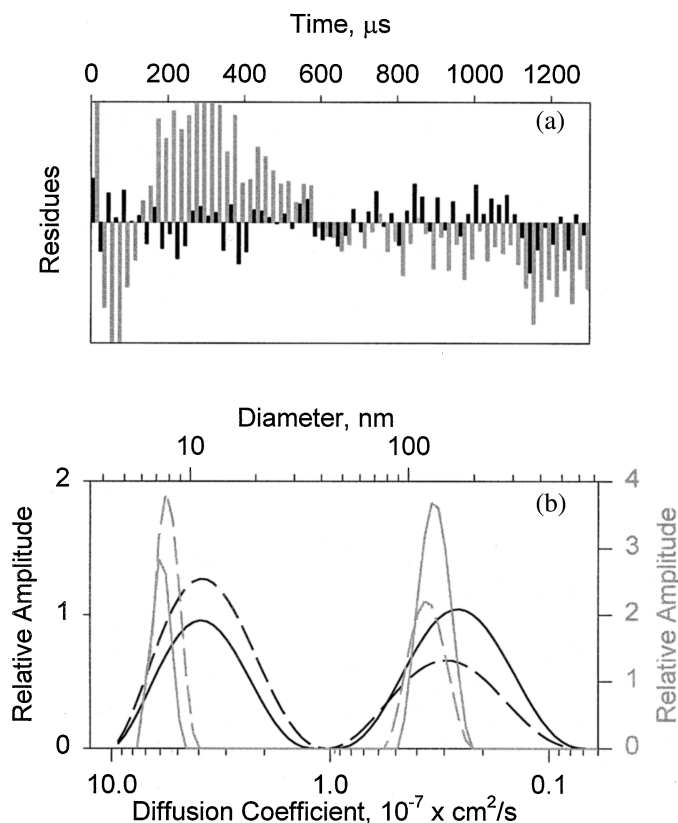 Time, μs
0 200 400 600 800 1000 1200
(a)
Residues
Diameter, nm
10 100
2 4
(b)
3
1 2
1
0 0
Relative Amplitude
Relative Amplitude
10.0 1.0 0.1
Diffusion Coefficient, 10⁻⁷ x cm²/s